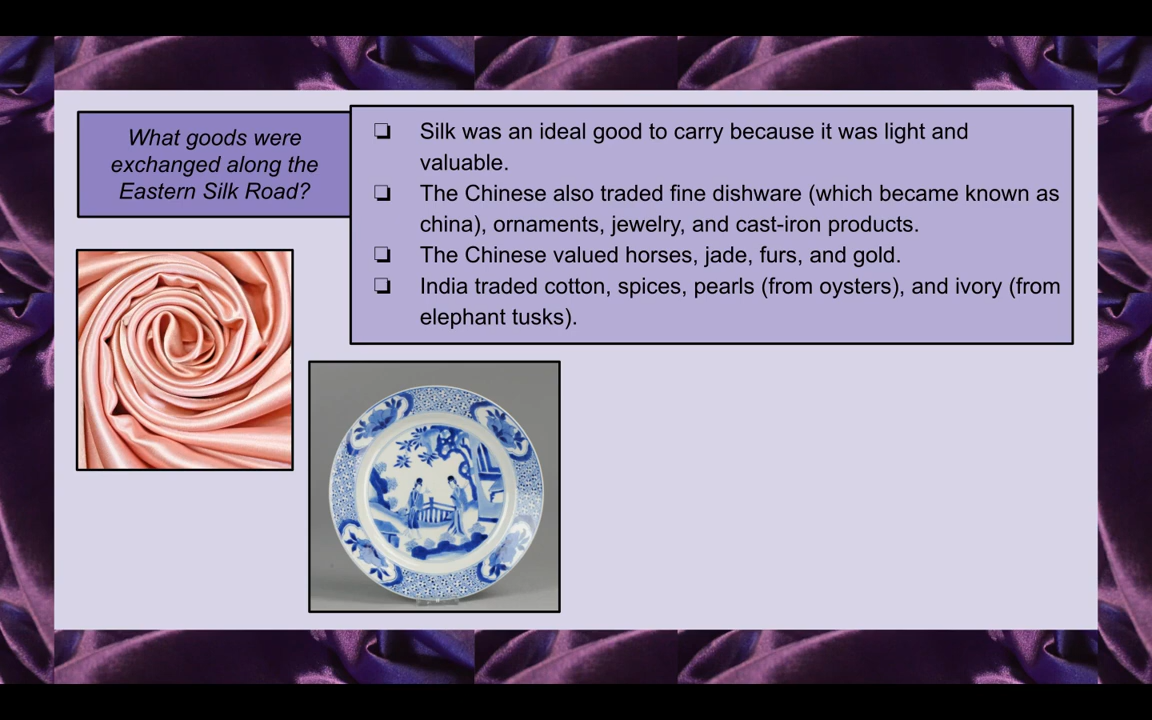 What goods were
exchanged along the
Eastern Silk Road?
❏ Silk was an ideal good to carry because it was light and
valuable.
❏ The Chinese also traded fine dishware (which became known as
china), ornaments, jewelry, and cast-iron products.
❏ The Chinese valued horses, jade, furs, and gold.
❏ India traded cotton, spices, pearls (from oysters), and ivory (from
elephant tusks).